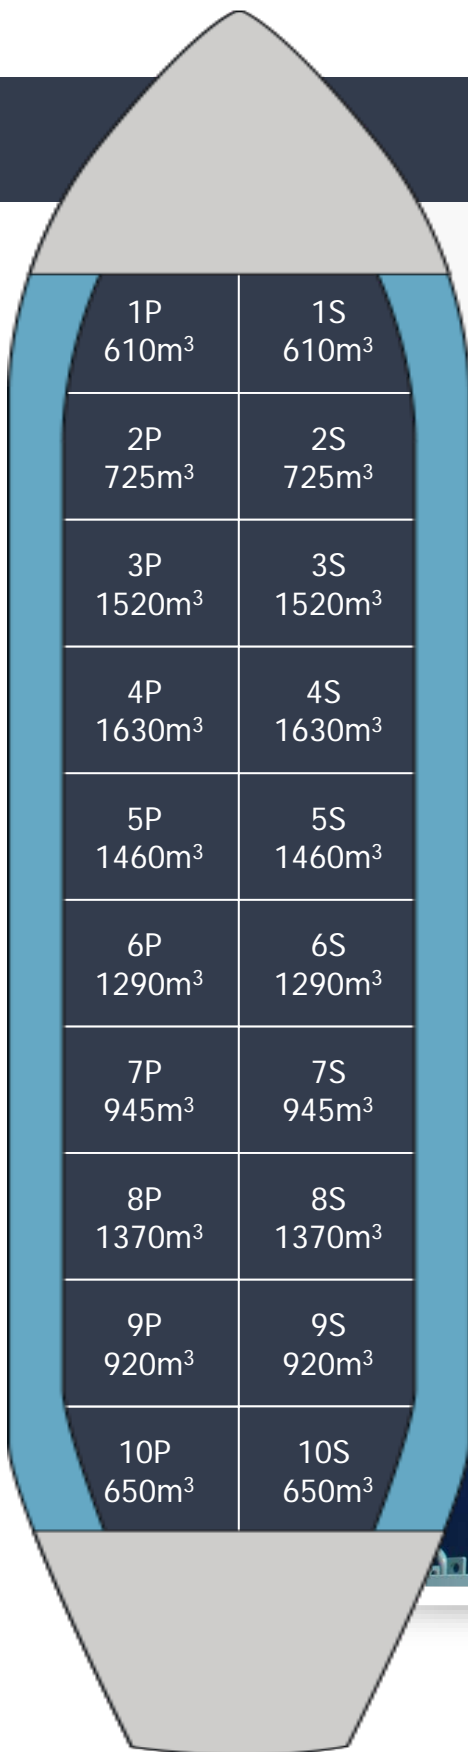 1P
610m³
1S
610m³
2P
725m³
2S
725m³
3P
1520m³
3S
1520m³
4P
1630m³
4S
1630m³
5P
1460m³
5S
1460m³
6P
1290m³
6S
1290m³
7P
945m³
7S
945m³
8P
1370m³
8S
1370m³
9P
920m³
9S
920m³
10P
650m³
10S
650m³